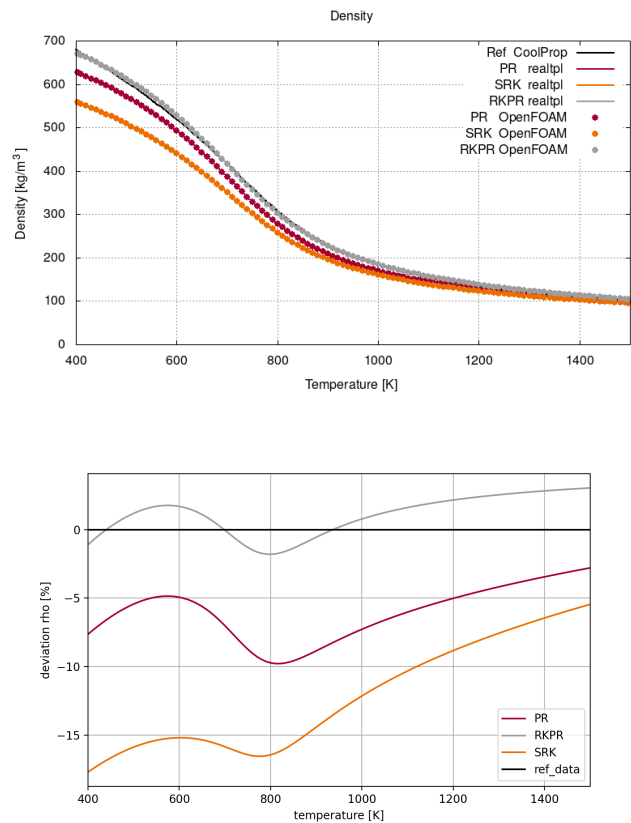 Density
700
600
500
400
300
200
100
0
Density [kg/m³]
Ref CoolProp
PR realtpl
SRK realtpl
RKPR realtpl
PR OpenFOAM
SRK OpenFOAM
RKPR OpenFOAM
400 600 800 1000 1200 1400
Temperature [K]
0
−5
−10
−15
deviation rho [%]
PR
RKPR
SRK
ref_data
400 600 800 1000 1200 1400
temperature [K]